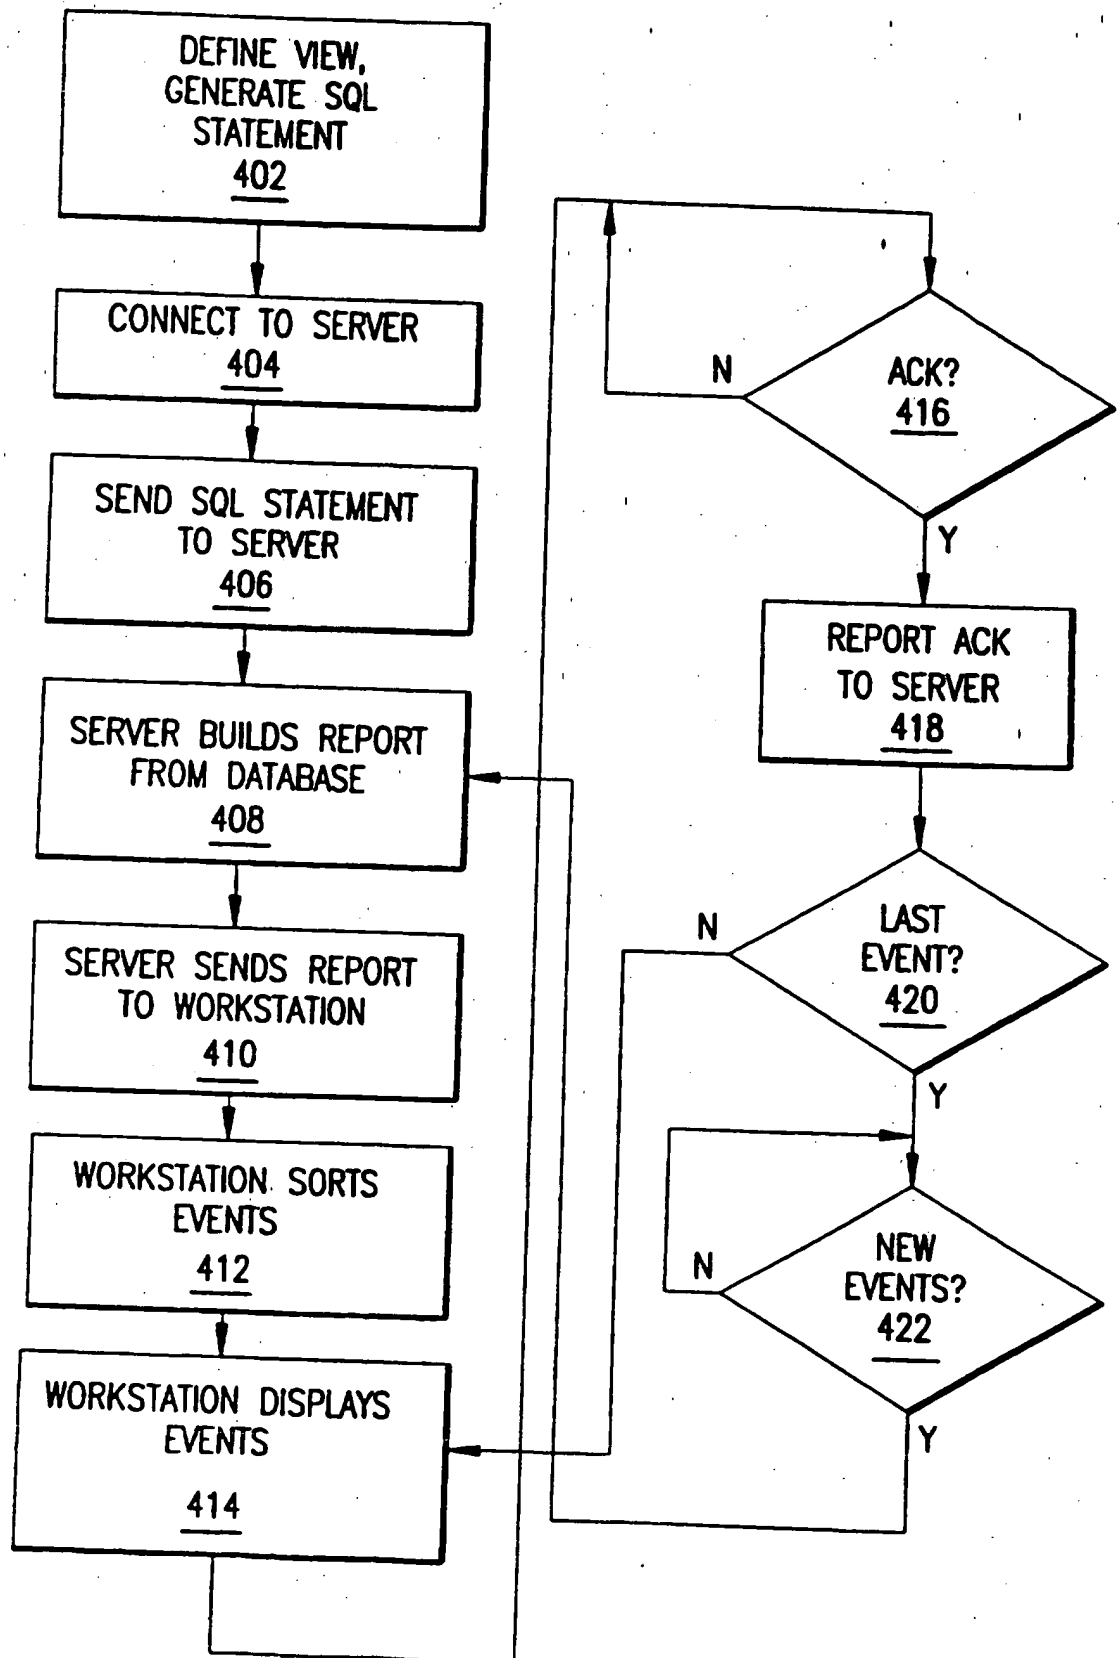 DEFINE VIEW,
GENERATE SQL
STATEMENT
402
CONNECT TO SERVER
404
SEND SQL STATEMENT
TO SERVER
406
SERVER BUILDS REPORT
FROM DATABASE
408
SERVER SENDS REPORT
TO WORKSTATION
410
WORKSTATION SORTS
EVENTS
412
WORKSTATION DISPLAYS
EVENTS
414
N
ACK?
416
Y
REPORT ACK
TO SERVER
418
N
LAST
EVENT?
420
Y
N
NEW
EVENTS?
422
Y